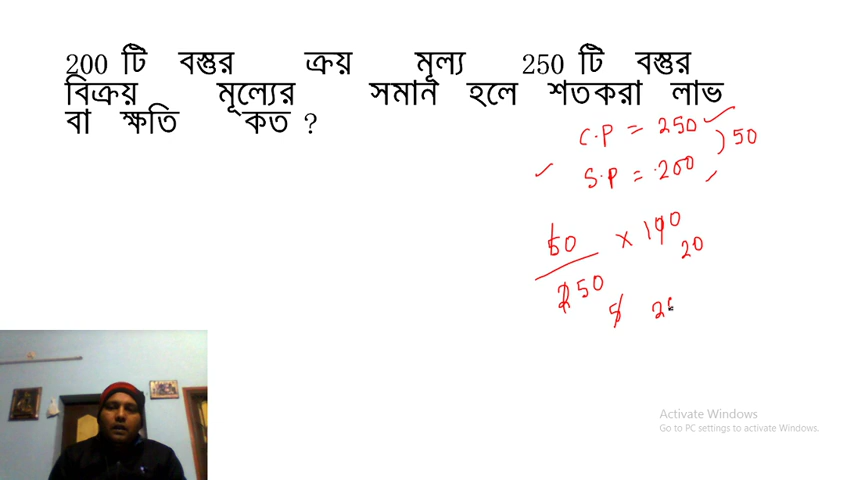 200 টি বস্তুর ক্রয় মূল্য 250 টি বস্তুর
বিক্রয় মূল্যের সমান হলে শতকরা লাভ
বা ক্ষতি কত ?
C.P = 250
50
S.P = 200
50 x 100
20
250
5
Activate Windows
Go to PC settings to activate Windows.